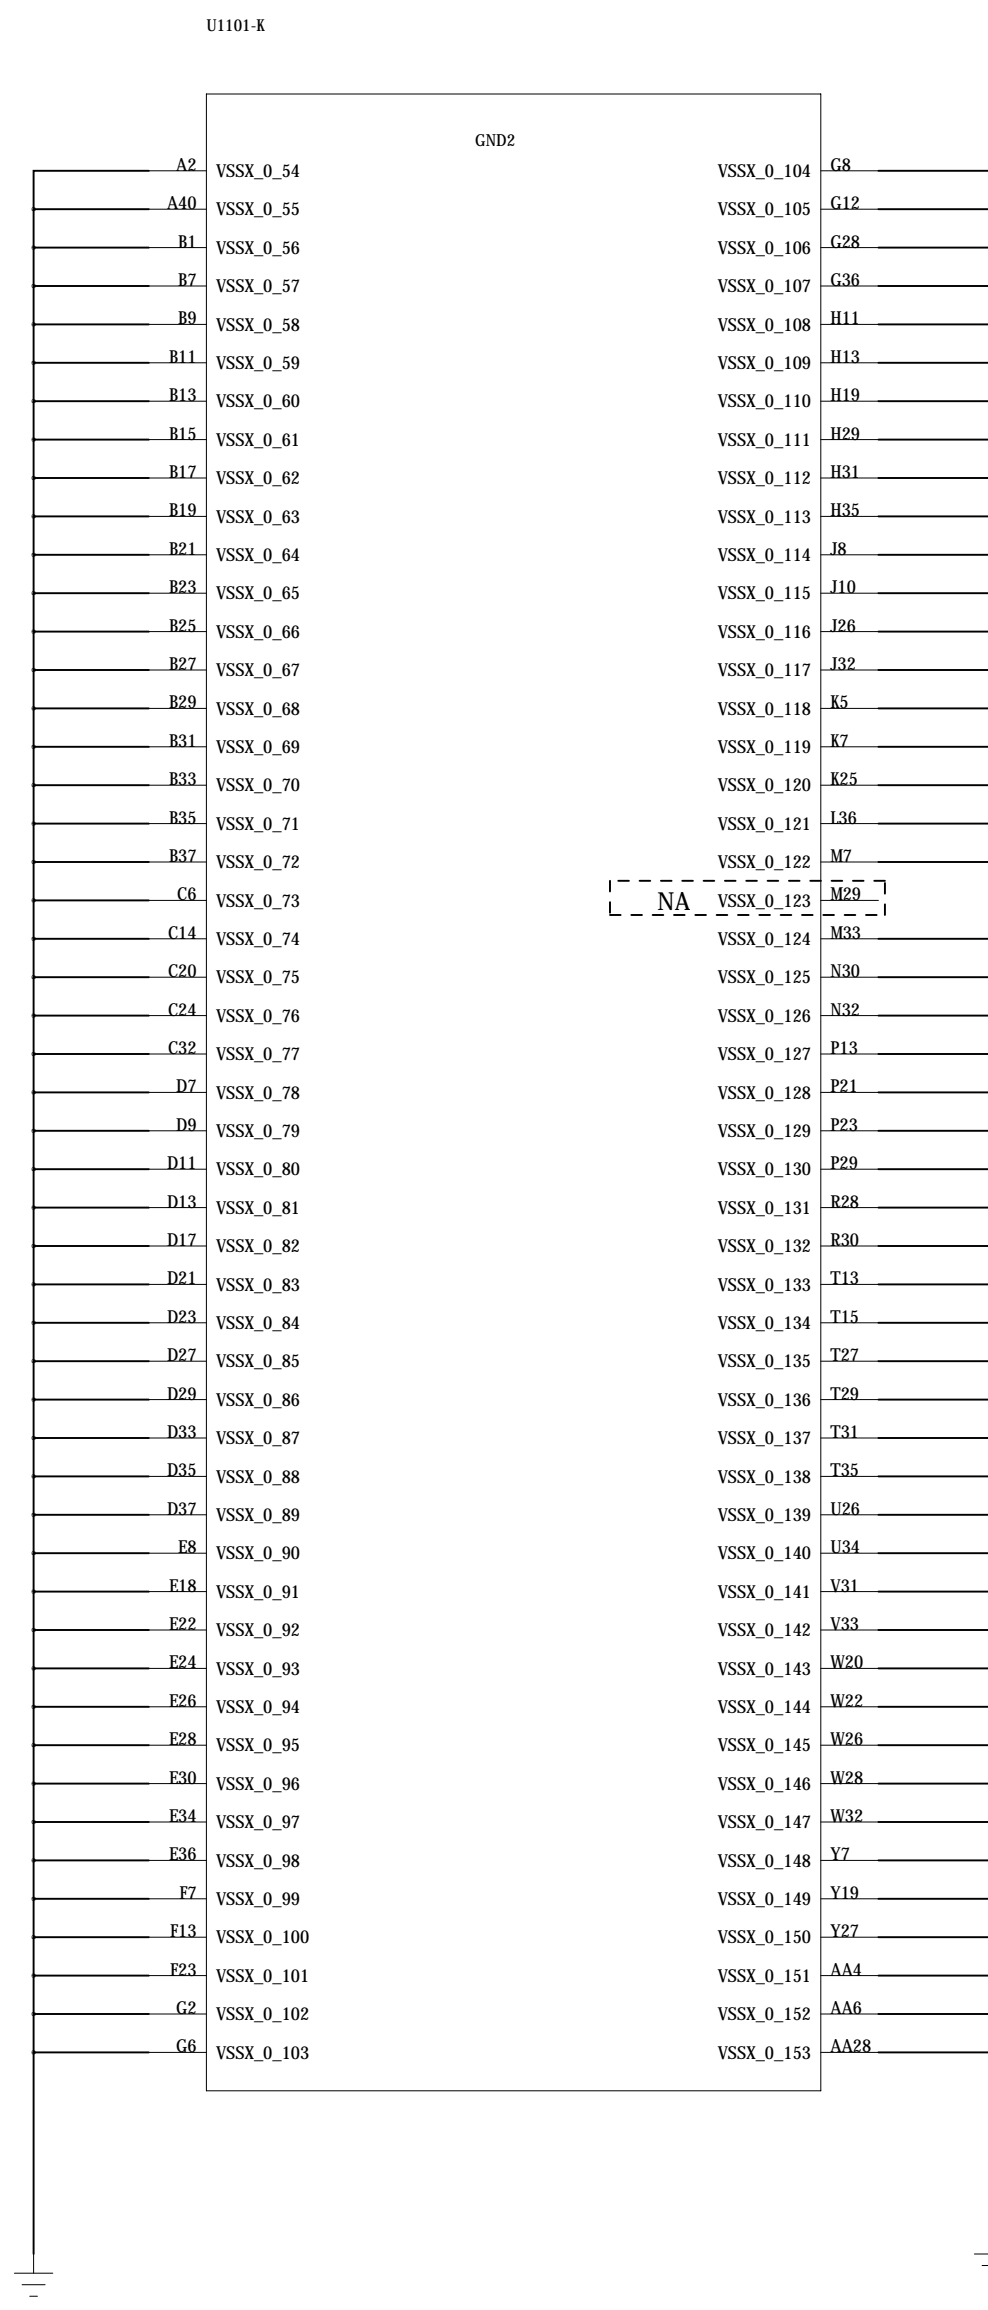 U1101-K
GND2
A2 VSSX_0_54 VSSX_0_104 G8
A40 VSSX_0_55 VSSX_0_105 G12
B1 VSSX_0_56 VSSX_0_106 G28
B7 VSSX_0_57 VSSX_0_107 G36
B9 VSSX_0_58 VSSX_0_108 H11
B11 VSSX_0_59 VSSX_0_109 H13
B13 VSSX_0_60 VSSX_0_110 H19
B15 VSSX_0_61 VSSX_0_111 H29
B17 VSSX_0_62 VSSX_0_112 H31
B19 VSSX_0_63 VSSX_0_113 H35
B21 VSSX_0_64 VSSX_0_114 J8
B23 VSSX_0_65 VSSX_0_115 J10
B25 VSSX_0_66 VSSX_0_116 J26
B27 VSSX_0_67 VSSX_0_117 J32
B29 VSSX_0_68 VSSX_0_118 K5
B31 VSSX_0_69 VSSX_0_119 K7
B33 VSSX_0_70 VSSX_0_120 K25
B35 VSSX_0_71 VSSX_0_121 L36
B37 VSSX_0_72 VSSX_0_122 M7
C6 VSSX_0_73 NA VSSX_0_123 M29
C14 VSSX_0_74 VSSX_0_124 M33
C20 VSSX_0_75 VSSX_0_125 N30
C24 VSSX_0_76 VSSX_0_126 N32
C32 VSSX_0_77 VSSX_0_127 P13
D7 VSSX_0_78 VSSX_0_128 P21
D9 VSSX_0_79 VSSX_0_129 P23
D11 VSSX_0_80 VSSX_0_130 P29
D13 VSSX_0_81 VSSX_0_131 R28
D17 VSSX_0_82 VSSX_0_132 R30
D21 VSSX_0_83 VSSX_0_133 T13
D23 VSSX_0_84 VSSX_0_134 T15
D27 VSSX_0_85 VSSX_0_135 T27
D29 VSSX_0_86 VSSX_0_136 T29
D33 VSSX_0_87 VSSX_0_137 T31
D35 VSSX_0_88 VSSX_0_138 T35
D37 VSSX_0_89 VSSX_0_139 U26
E8 VSSX_0_90 VSSX_0_140 U34
E18 VSSX_0_91 VSSX_0_141 V31
E22 VSSX_0_92 VSSX_0_142 V33
E24 VSSX_0_93 VSSX_0_143 W20
E26 VSSX_0_94 VSSX_0_144 W22
E28 VSSX_0_95 VSSX_0_145 W26
E30 VSSX_0_96 VSSX_0_146 W28
E34 VSSX_0_97 VSSX_0_147 W32
E36 VSSX_0_98 VSSX_0_148 Y7
F7 VSSX_0_99 VSSX_0_149 Y19
F13 VSSX_0_100 VSSX_0_150 Y27
F23 VSSX_0_101 VSSX_0_151 AA4
G2 VSSX_0_102 VSSX_0_152 AA6
G6 VSSX_0_103 VSSX_0_153 AA28